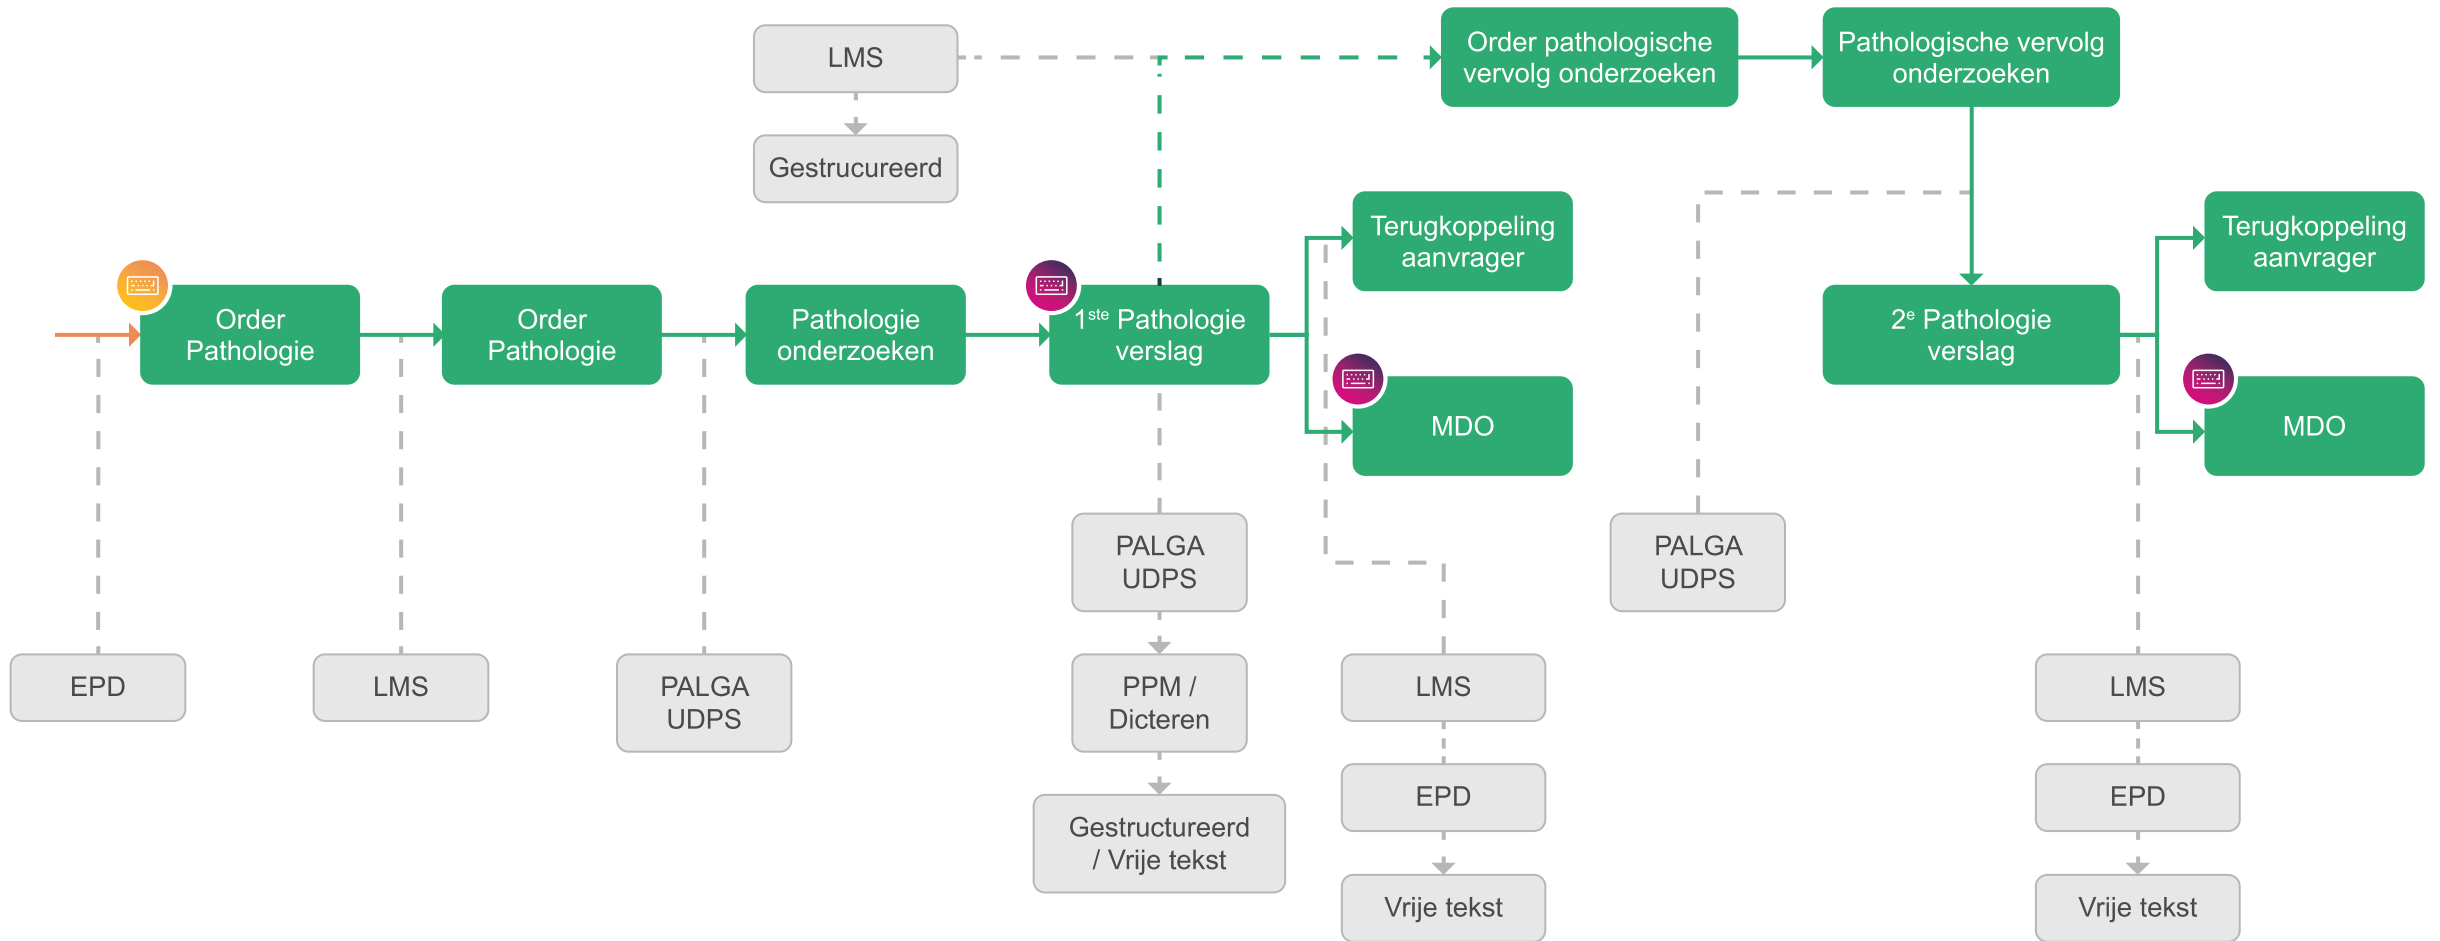 LMS
Gestrucureerd
Order pathologische
vervolg onderzoeken
Pathologische vervolg
onderzoeken
Terugkoppeling
aanvrager
Terugkoppeling
aanvrager
Order
Pathologie
Order
Pathologie
Pathologie
onderzoeken
1ste Pathologie
verslag
MDO
2e Pathologie
verslag
MDO
EPD
LMS
PALGA
UDPS
PALGA
UDPS
PPM /
Dicteren
Gestructureerd
/ Vrije tekst
LMS
EPD
Vrije tekst
PALGA
UDPS
LMS
EPD
Vrije tekst